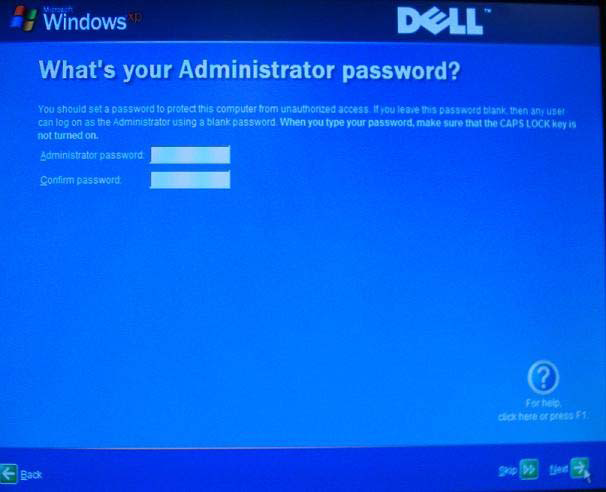 Microsoft
Windows xp
DELL™
What's your Administrator password?
You should set a password to protect this computer from unauthorized access. If you leave this password blank, then any user
can log on as the Administrator using a blank password. When you type your password, make sure that the CAPS LOCK key is
not turned on.
Administrator password:
Confirm password:
?
For help,
click here or press F1.
Back
Skip
Next